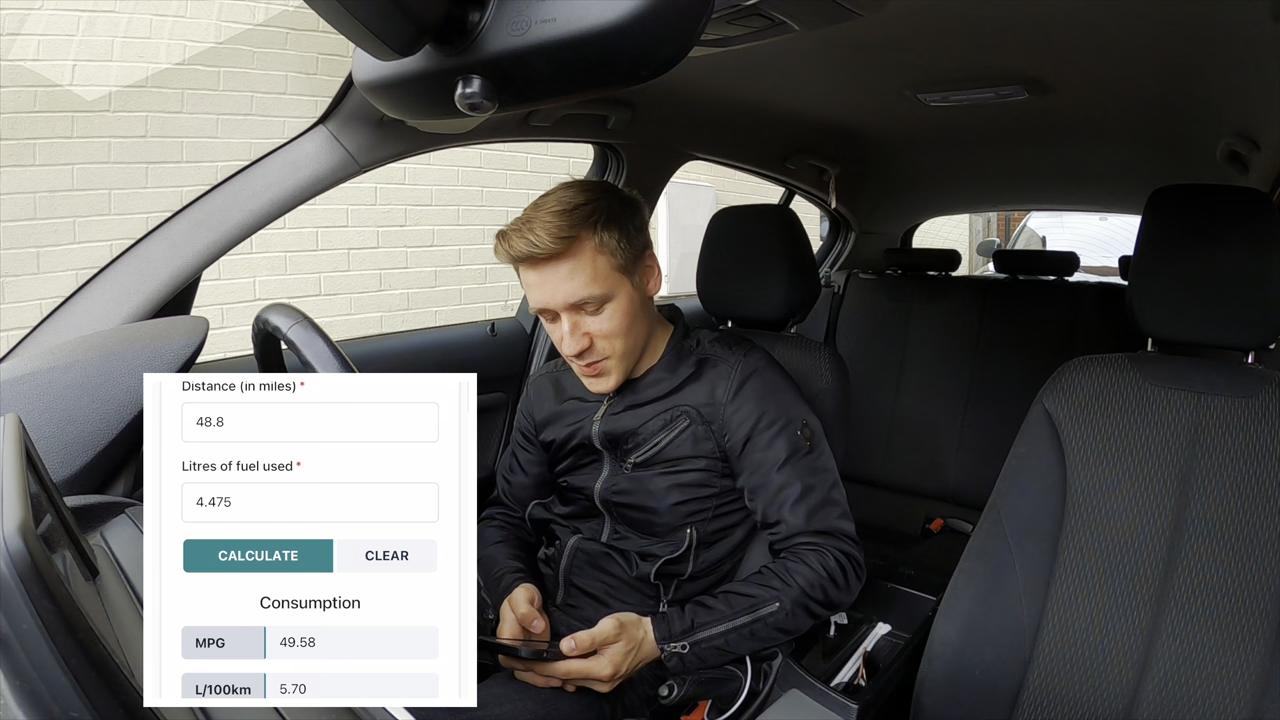 Distance (in miles) *
48.8
Litres of fuel used *
4.475
CALCULATE CLEAR
Consumption
MPG 49.58
L/100km 5.70